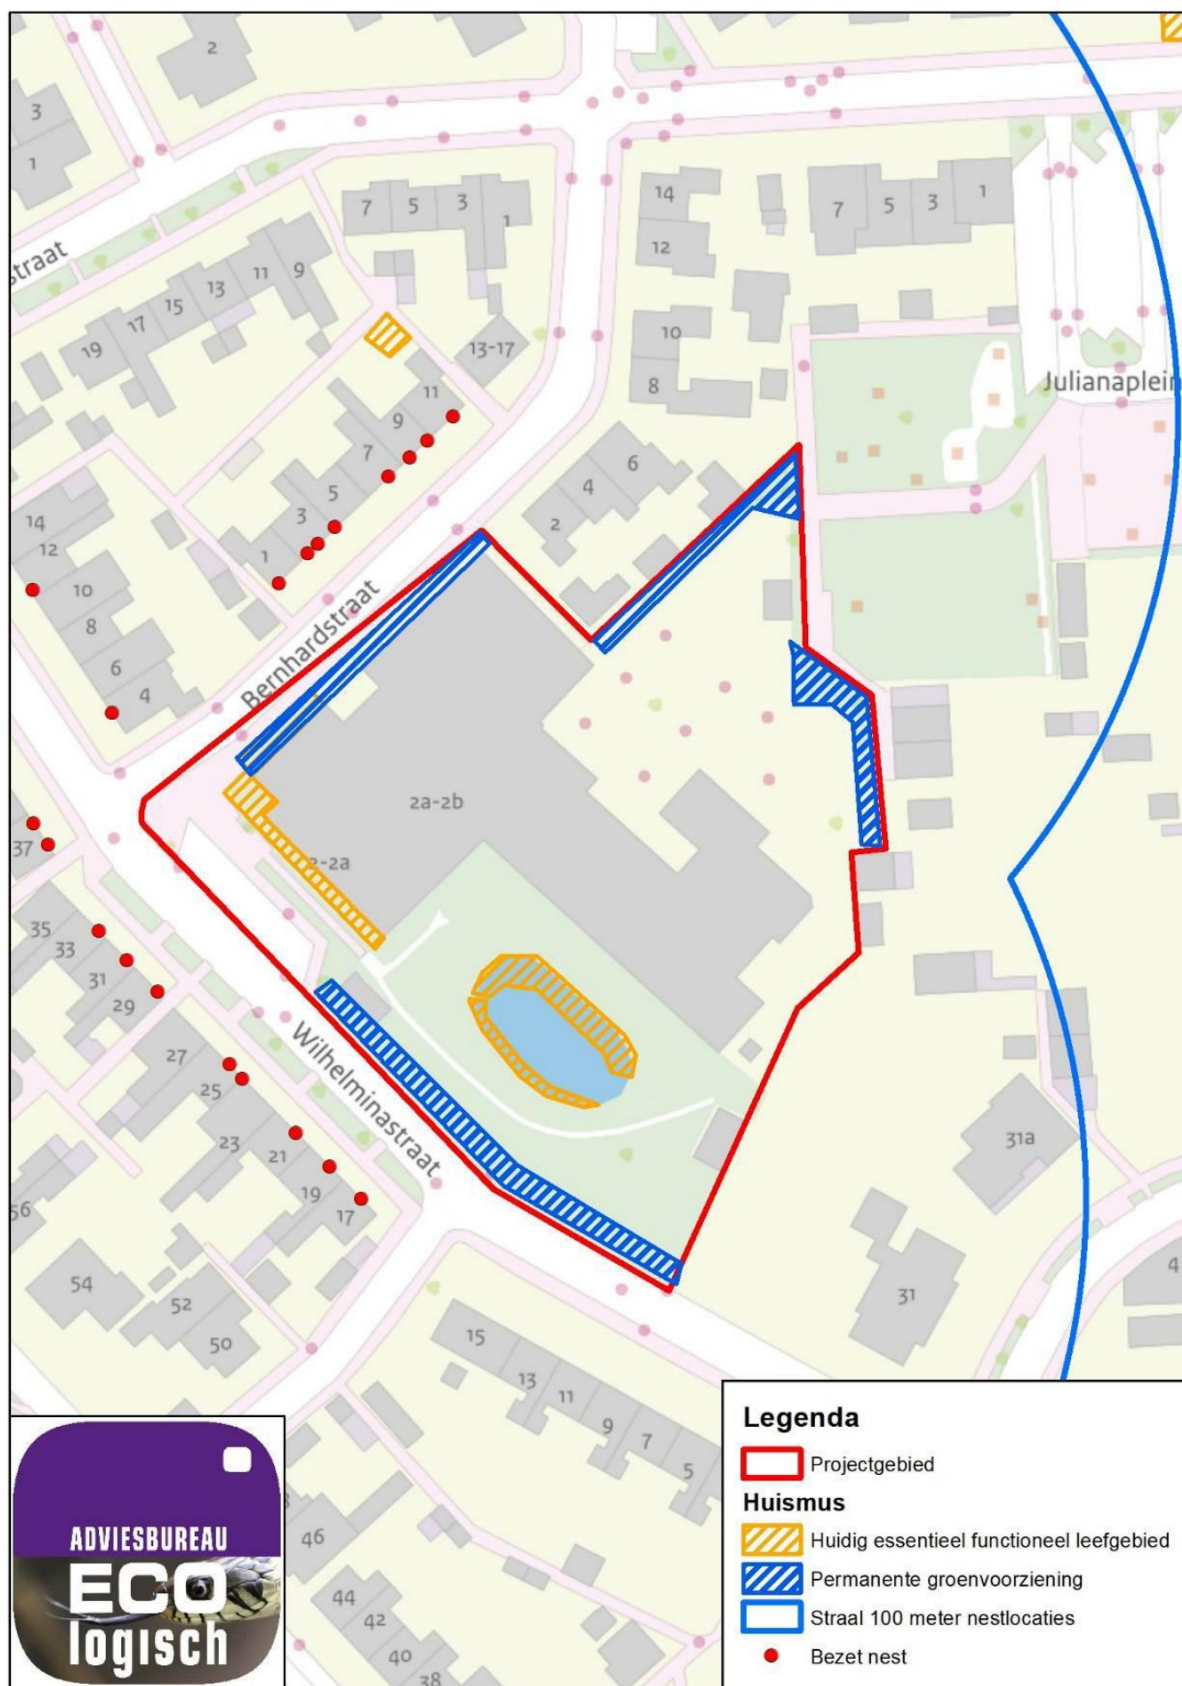 2
3
1
straat
7 5 3 1
14
12
7 5 3 1
19 17 15 13 11 9
13-17
10
8
Julianaplein
11
9
7
5
3
1
6
4
2
14
12
10
8
6
4
Bernhardstraat
2a-2b
2-2a
37
35
33
31
29
27
25
23
21
19
17
Wilhelminastraat
56
54
52
50
31a
31
4
15
13
11
9
7
5
46
44
42
40
38
ADVIESBUREAU
ECO
logisch
Legenda
Projectgebied
Huismus
Huidig essentieel functioneel leefgebied
Permanente groenvoorziening
Straal 100 meter nestlocaties
Bezet nest